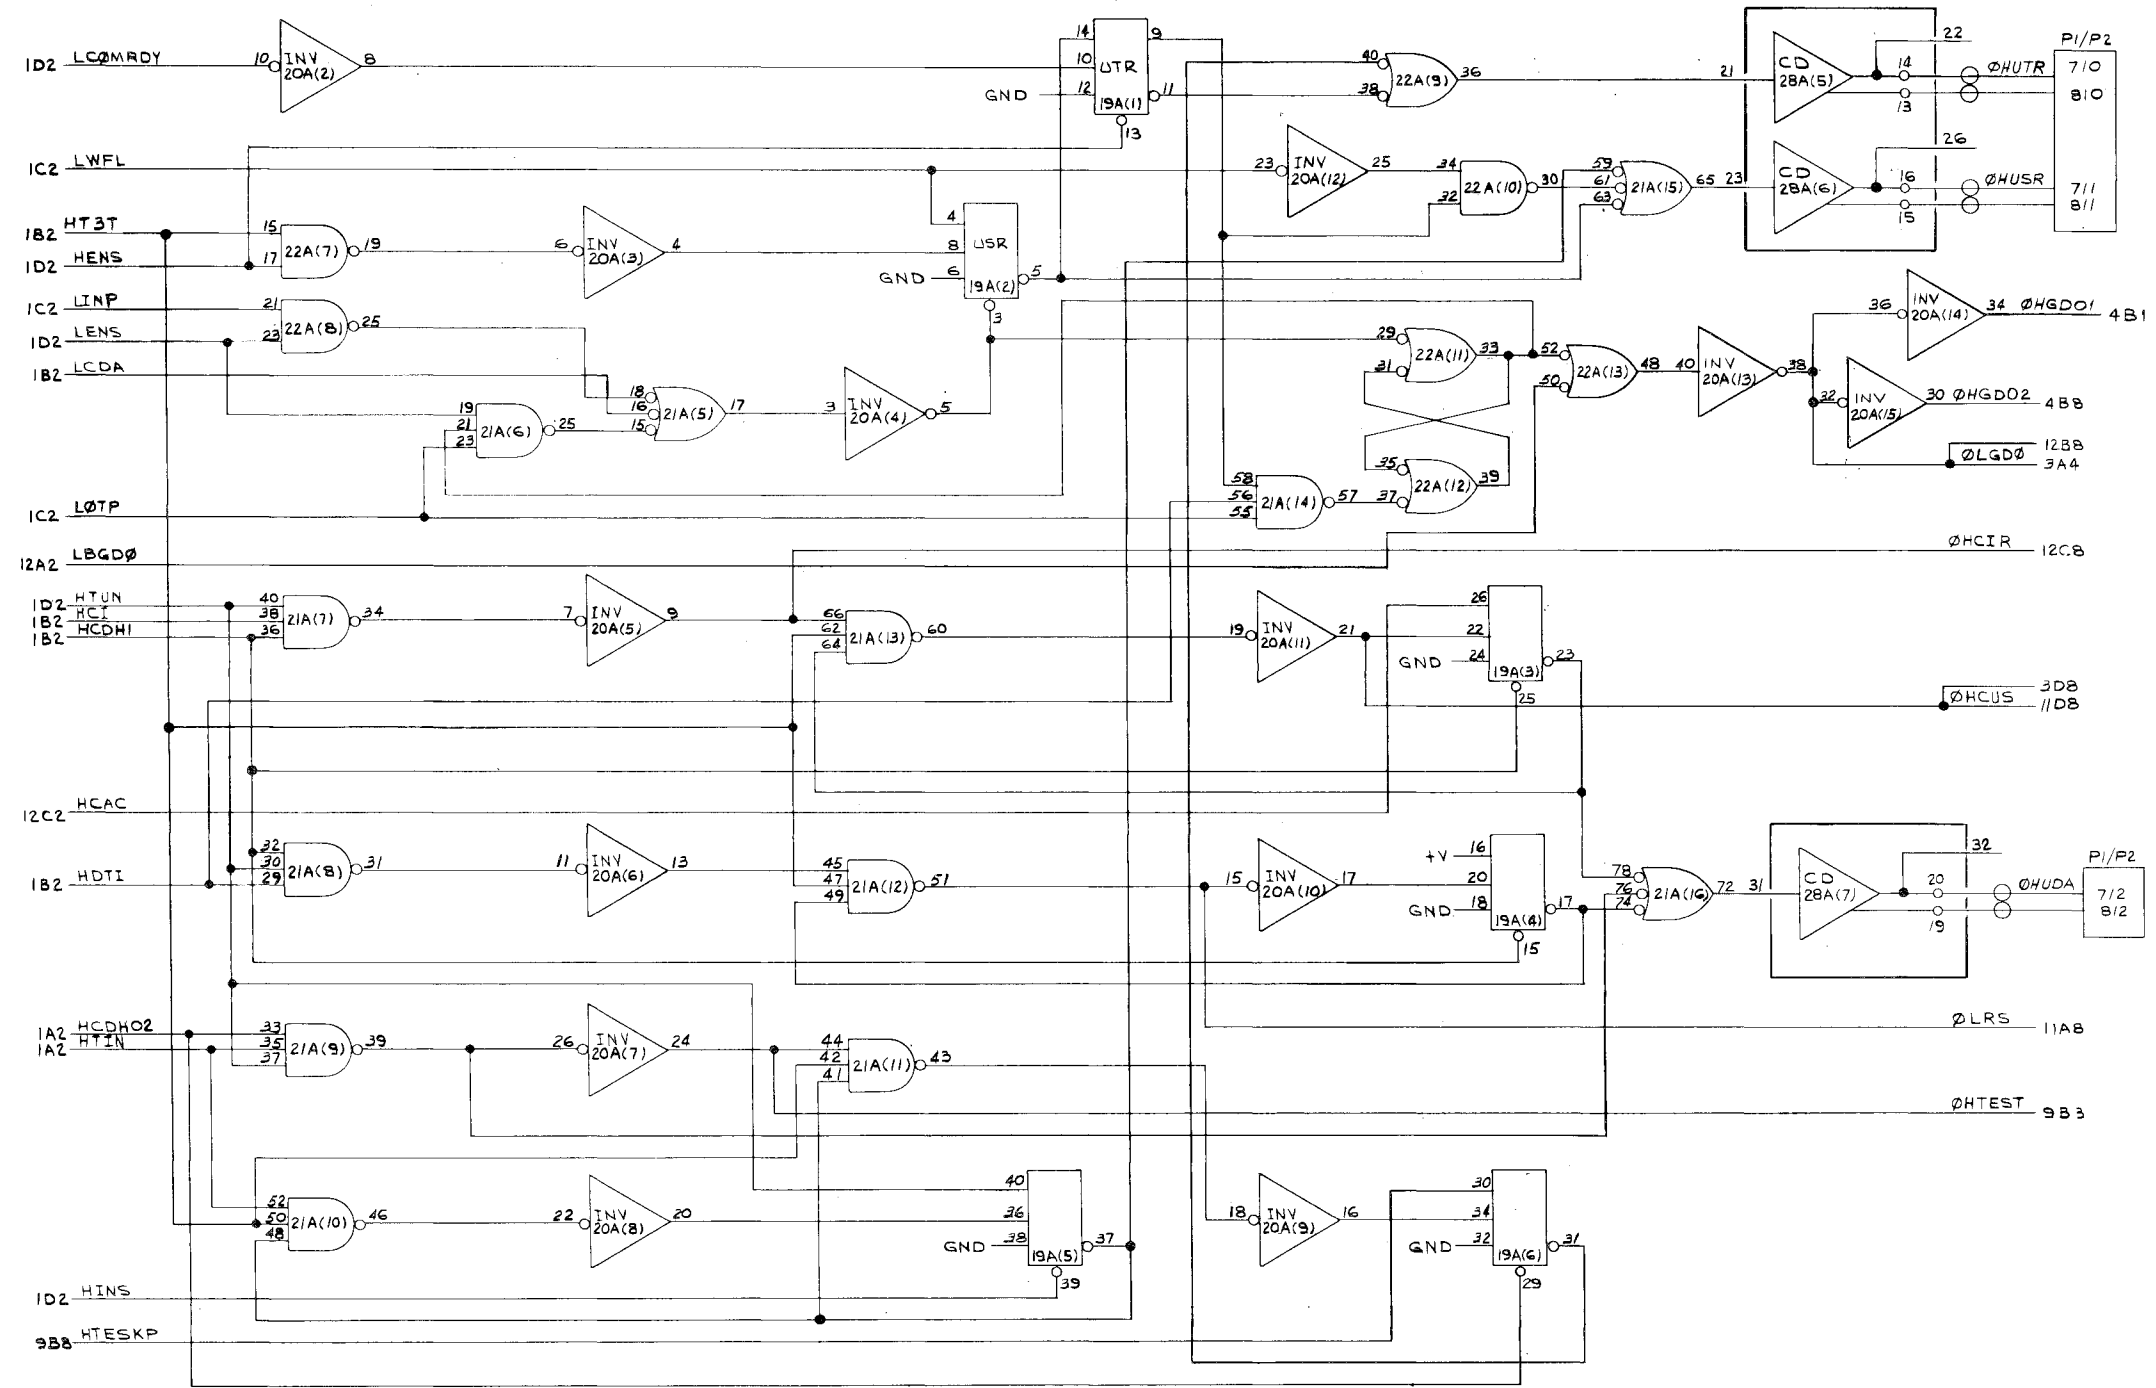 1D2 LCØMRDY 10 INV 20A(2) 8
14 10 GND 12 UTR 19A(1) 9 11 13
40 38 22A(9) 36 21 CD 28A(5) 22 14 13 ØHUTR
P1/P2 7/0 8/0 7/1 8/1
1C2 LWFL
23 INV 20A(12) 25 34 32 22A(10) 30 59 61 63 21A(15) 65 23 CD 28A(6) 26 16 15 ØHUSR
1B2 HT3T
1D2 HENS
15 17 22A(7) 19 6 INV 20A(3) 4
4 8 GND 6 USR 19A(2) 5 3
1C2 LINP
1D2 LENS
21 23 22A(8) 25
1B2 LCDA
19 21 23 21A(6) 25 18 16 15 21A(5) 17 3 INV 20A(4) 5
29 31 22A(11) 33 52 50 22A(13) 48 40 INV 20A(13) 38
36 INV 20A(14) 34 ØHGDO1 4B1
32 INV 20A(15) 30 ØHGDO2 4B8
ØLGDØ 12B8
3A4
58 56 55 21A(14) 57 35 37 22A(12) 39
1C2 LØTP
12A2 LBGDØ
ØHCIR 12C8
1D2 HTUN
1B2 HCI
1B2 HCDHI
40 38 36 21A(7) 34 7 INV 20A(5) 9 66 62 64 21A(13) 60 19 INV 20A(11) 21
26 22 GND 24 19A(3) 23 25
ØHCUS 3D8
11D8
12C2 HCAC
1B2 HDTI
32 30 29 21A(8) 31 11 INV 20A(6) 13 45 47 49 21A(12) 51 15 INV 20A(10) 17
+V 16 20 GND 18 19A(4) 17 15
78 76 74 21A(16) 72 31 CD 28A(7) 32 20 19 ØHUDA
P1/P2 7/2 8/2
ØLRS 11A8
1A2 HCDHO2
1A2 HTIN
33 35 37 21A(9) 39 26 INV 20A(7) 24 44 42 41 21A(11) 43
ØHTEST 9B3
52 50 48 21A(10) 46 22 INV 20A(8) 20
40 36 GND 38 19A(5) 37 39
18 INV 20A(9) 16 30 34 GND 32 19A(6) 31 29
1D2 HINS
9B8 HTESKP